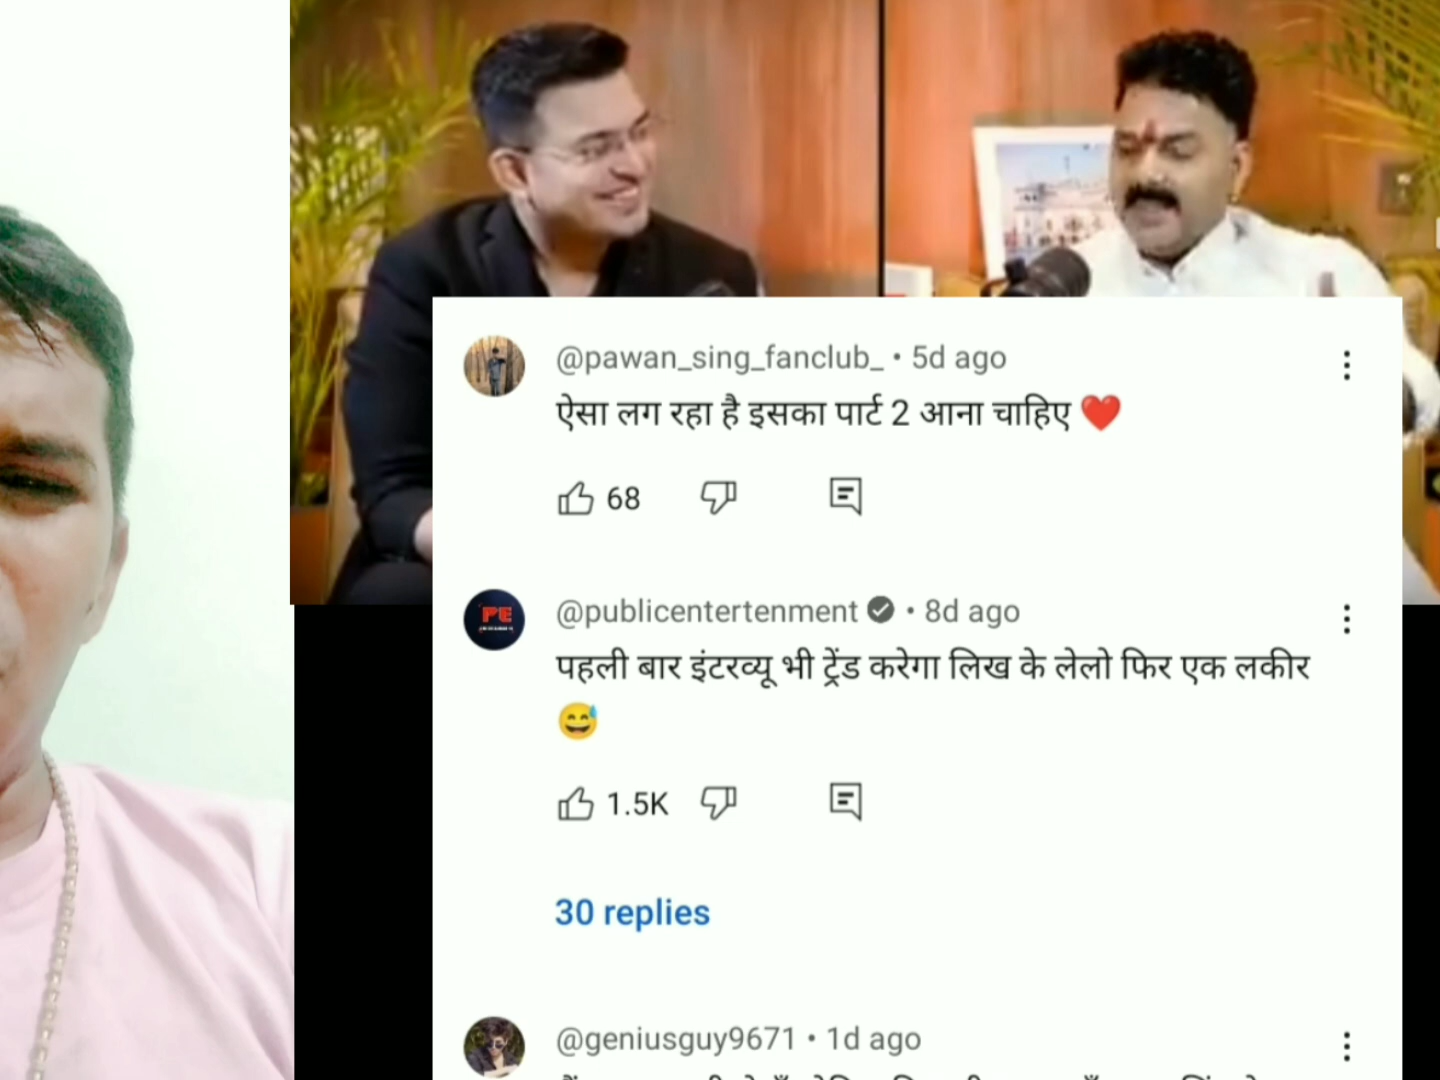 @pawan_sing_fanclub_ • 5d ago
ऐसा लग रहा है इसका पार्ट 2 आना चाहिए ❤️
68
PE
@publicentertenment • 8d ago
पहली बार इंटरव्यू भी ट्रेंड करेगा लिख के लेलो फिर एक लकीर
😅
1.5K
30 replies
@geniusguy9671 • 1d ago